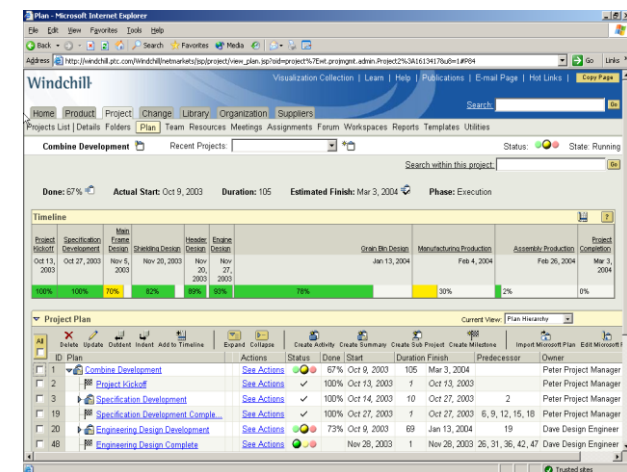 Plan - Microsoft Internet Explorer
File Edit View Favorites Tools Help
Back Search Favorites Media
Address http://windchill.ptc.com/Windchill/netmarkets/jsp/project/view_plan.jsp?oid=project%7Ewt.projmgnt.admin.Project2%3A1613417&u8=1#P84 Go Links
Windchill Visualization Collection | Learn | Help | Publications | E-mail Page | Hot Links | Copy Page
Home Product Project Change Library Organization Suppliers Search: Go
Projects List | Details Folders Plan Team Resources Meetings Assignments Forum Workspaces Reports Templates Utilities
Combine Development Recent Projects: Status: State: Running
Search within this project: Go
Done: 67% Actual Start: Oct 9, 2003 Duration: 105 Estimated Finish: Mar 3, 2004 Phase: Execution
Timeline ?
Project Kickoff Specification Development Main Frame Design Shielding Design Header Design Engine Design Grain Bin Design Manufacturing Production Assembly Production Project Completion
Oct 13, 2003 Oct 27, 2003 Nov 5, 2003 Nov 20, 2003 Nov 20, 2003 Nov 27, 2003 Jan 13, 2004 Feb 4, 2004 Feb 26, 2004 Mar 3, 2004
100% 100% 70% 82% 89% 93% 78% 30% 2% 0%
Project Plan Current View: Plan Hierarchy
All Delete Update Outdent Indent Add to Timeline Expand Collapse Create Activity Create Summary Create Sub Project Create Milestone Import Microsoft Plan Edit Microsoft
ID Plan Actions Status Done Start Duration Finish Predecessor Owner
1 Combine Development See Actions 67% Oct 9, 2003 105 Mar 3, 2004 Peter Project Manager
2 Project Kickoff See Actions 100% Oct 13, 2003 1 Oct 13, 2003 Peter Project Manager
3 Specification Development See Actions 100% Oct 14, 2003 10 Oct 27, 2003 2 Peter Project Manager
19 Specification Development Comple... See Actions 100% Oct 27, 2003 1 Oct 27, 2003 6, 9, 12, 15, 18 Peter Project Manager
20 Engineering Design Development See Actions 73% Oct 9, 2003 69 Jan 13, 2004 19 Dave Design Engineer
48 Engineering Design Complete See Actions Nov 28, 2003 1 Nov 28, 2003 26, 31, 36, 42, 47 Dave Design Engineer
Trusted sites